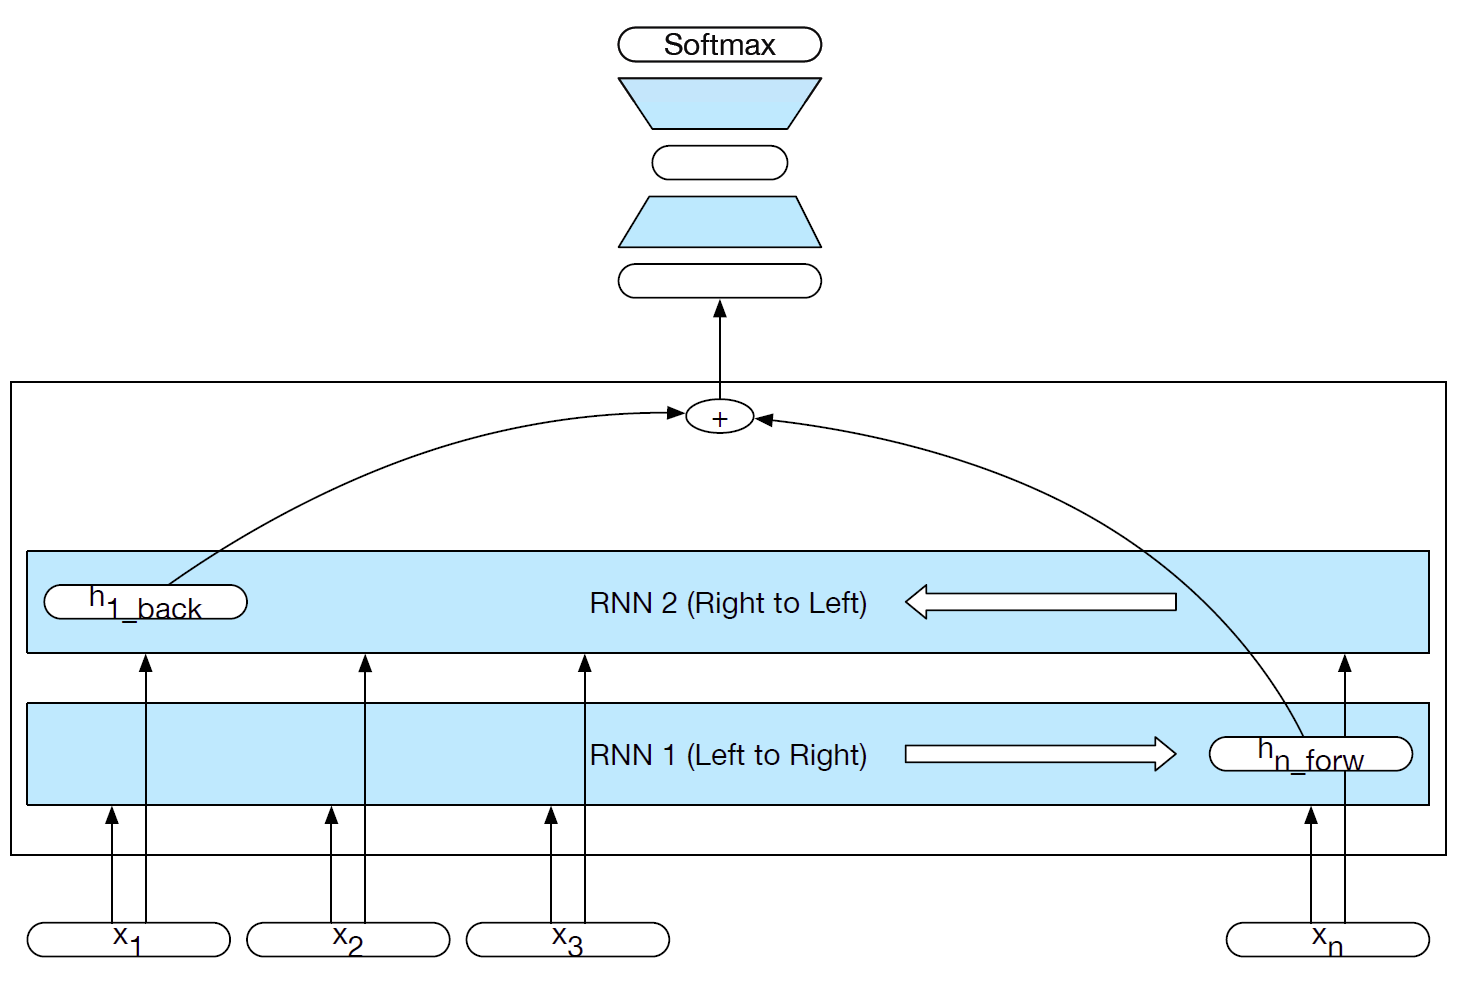 Softmax
+
h1_back
RNN 2 (Right to Left)
RNN 1 (Left to Right)
hn_forw
x1
x2
x3
xn